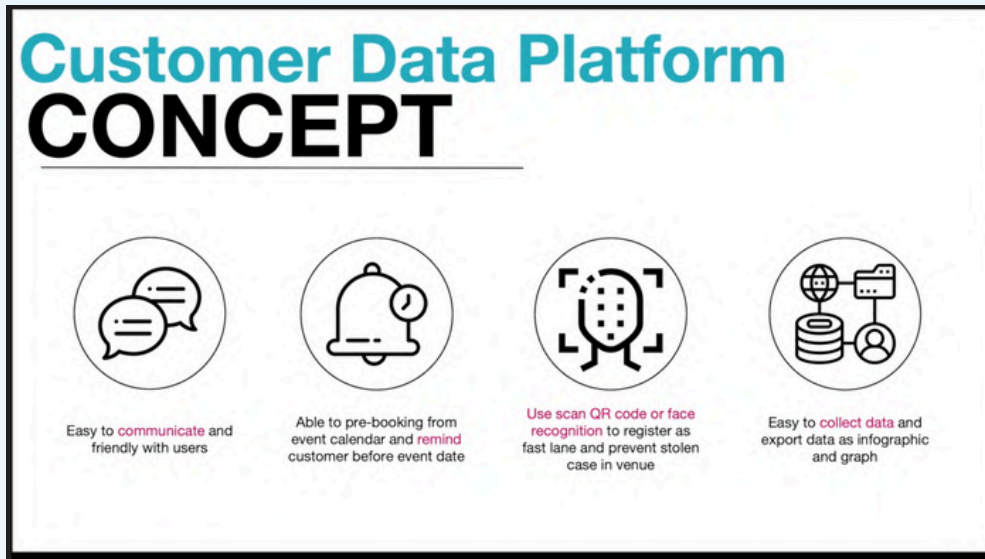 Customer Data Platform
CONCEPT
Easy to communicate and
friendly with users
Able to pre-booking from
event calendar and remind
customer before event date
Use scan QR code or face
recognition to register as
fast lane and prevent stolen
case in venue
Easy to collect data and
export data as infographic
and graph